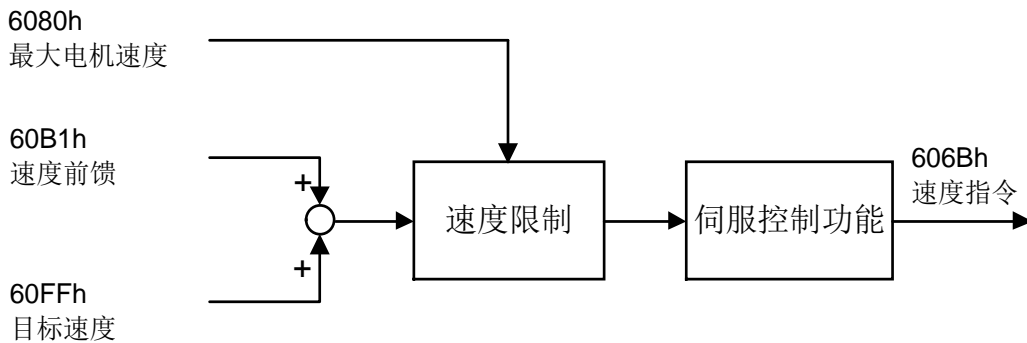 6080h
最大电机速度
60B1h
速度前馈
+
速度限制
伺服控制功能
606Bh
速度指令
+
60FFh
目标速度